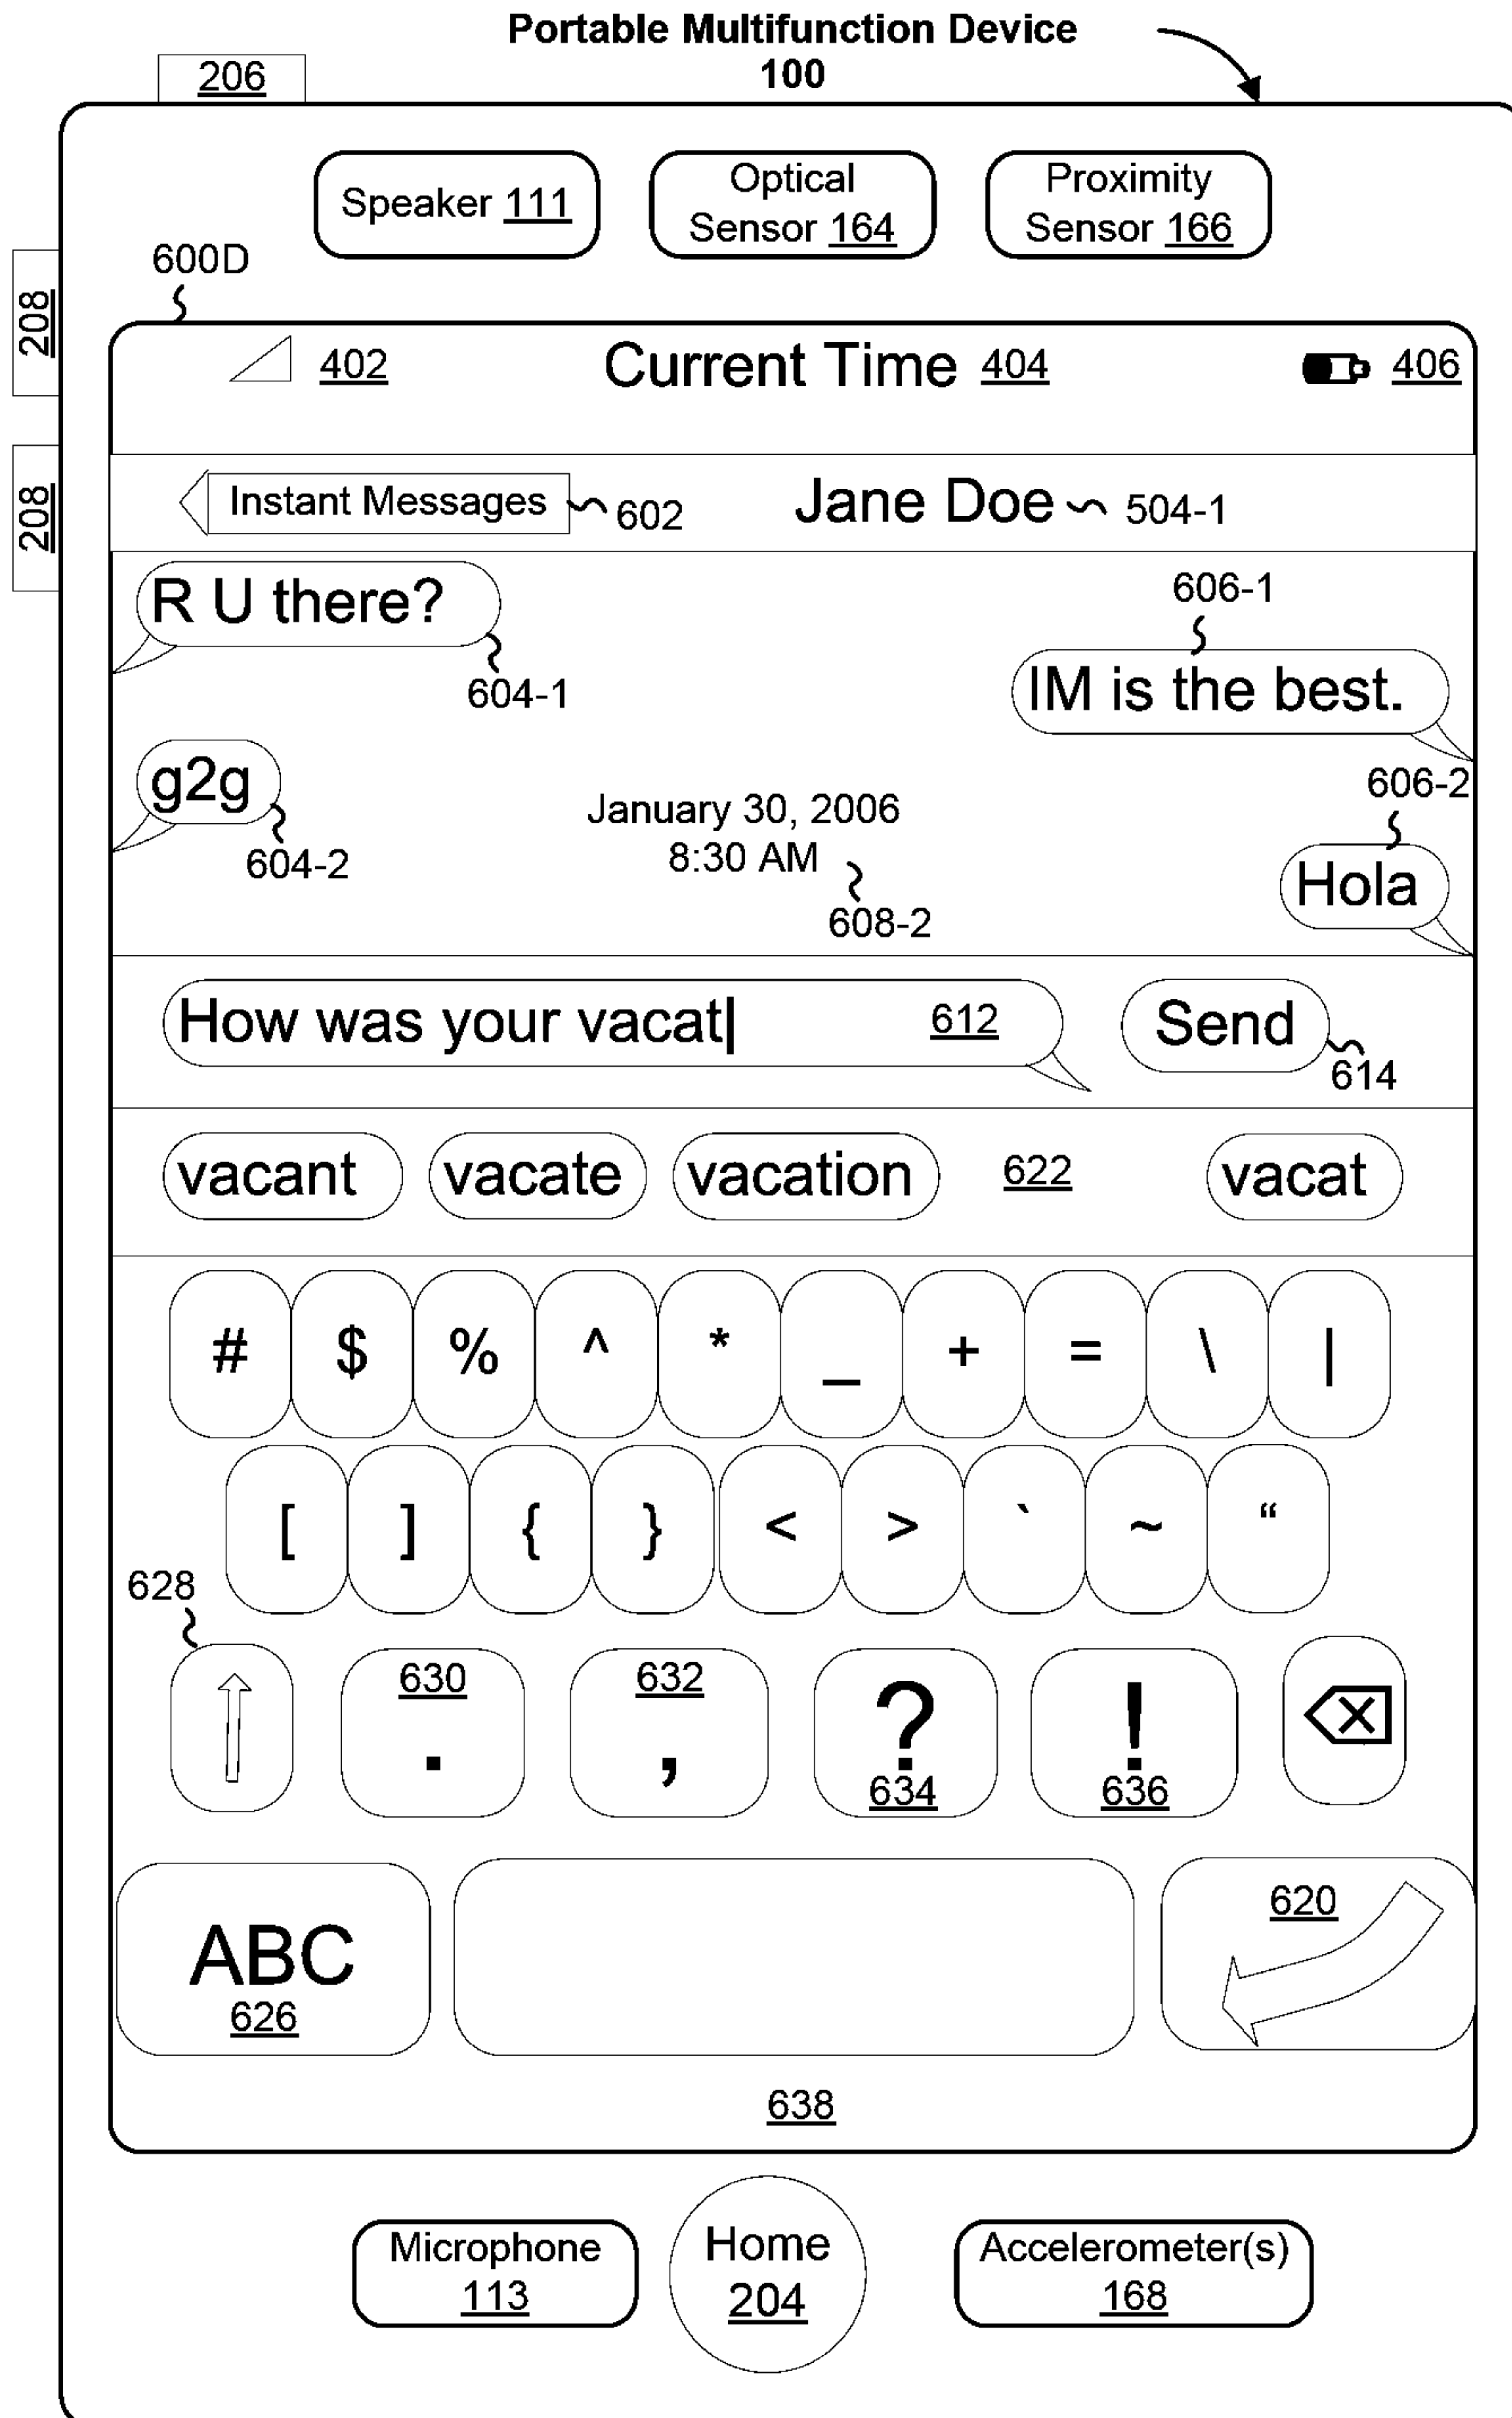 Portable Multifunction Device
100
206
Speaker 111
Optical
Sensor 164
Proximity
Sensor 166
600D
208
208
402
Current Time 404
406
Instant Messages
602
Jane Doe
504-1
R U there?
604-1
606-1
IM is the best.
g2g
604-2
January 30, 2006
8:30 AM
608-2
606-2
Hola
How was your vacat
612
Send
614
vacant vacate vacation 622 vacat
# $ % ^ * _ + = \ |
[ ] { } < > ` ~ “
628
630
.
632
,
?
634
!
636
ABC
626
620
638
Microphone
113
Home
204
Accelerometer(s)
168